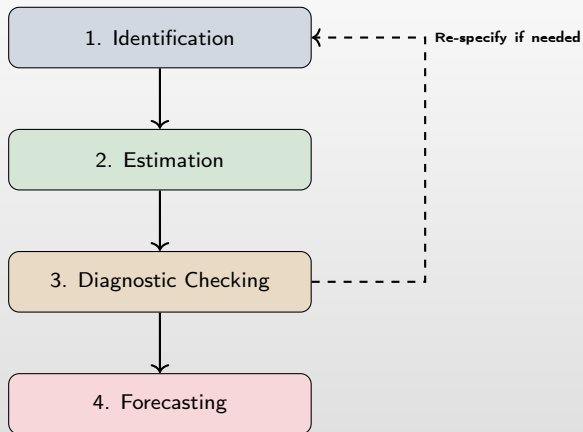 1. Identification
Re-specify if needed
2. Estimation
3. Diagnostic Checking
4. Forecasting